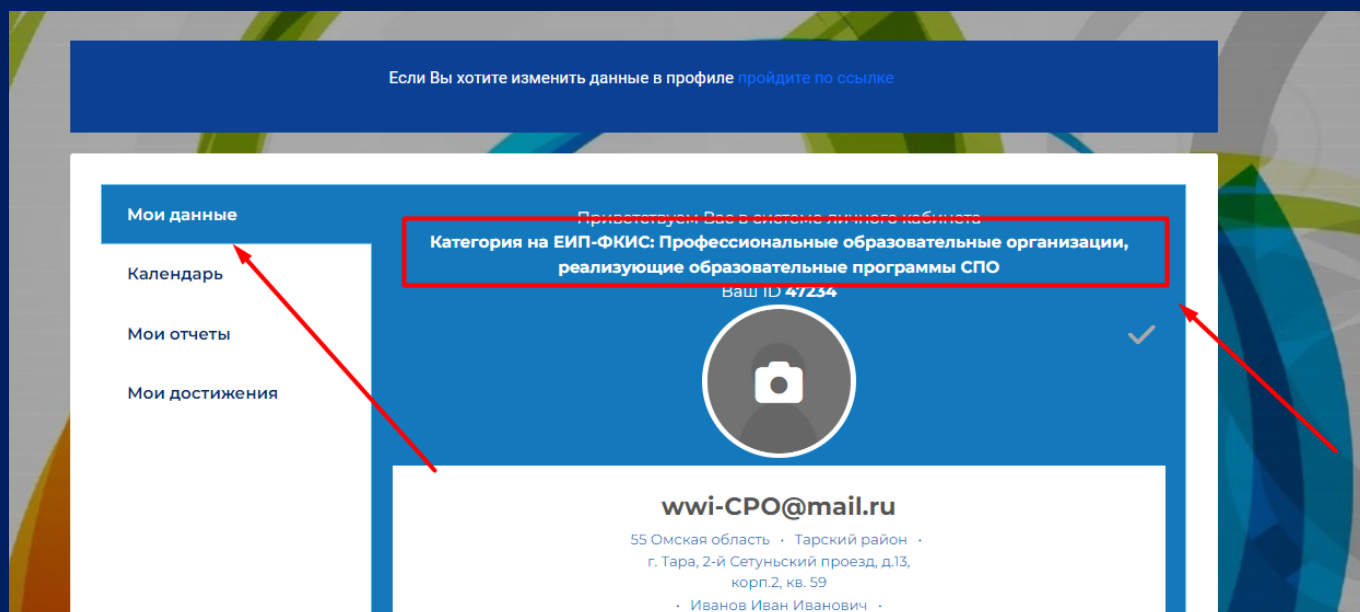 Если Вы хотите изменить данные в профиле пройдите по ссылке
Мои данные
Календарь
Мои отчеты
Мои достижения
Приветствуем Вас в системе личного кабинета
Категория на ЕИП-ФКИС: Профессиональные образовательные организации,
реализующие образовательные программы СПО
Ваш ID 47234
wwi-CPO@mail.ru
55 Омская область · Тарский район ·
г. Тара, 2-й Сетуньский проезд, д.13,
корп.2, кв. 59
· Иванов Иван Иванович ·